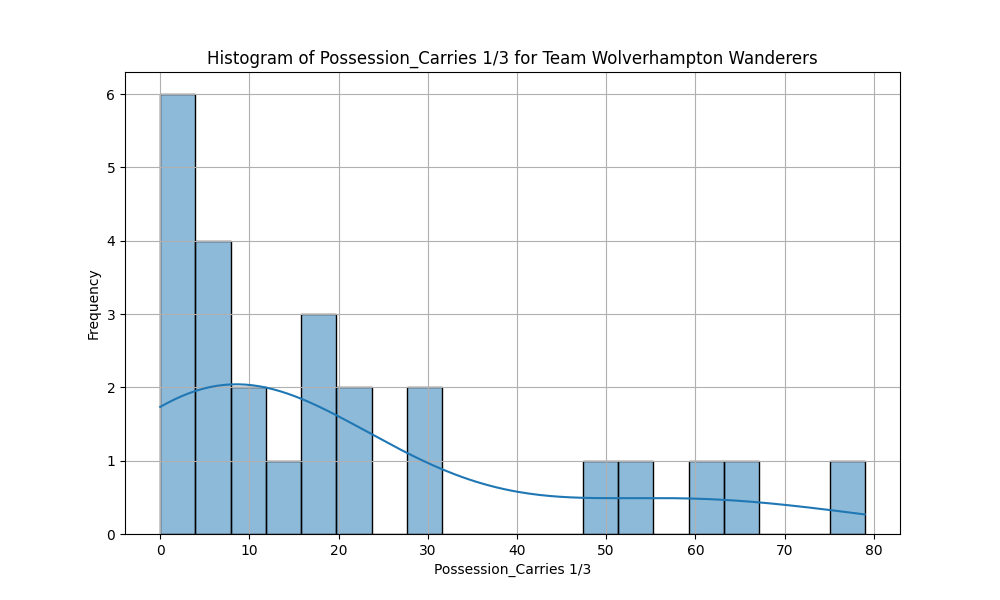 Histogram of Possession_Carries 1/3 for Team Wolverhampton Wanderers
6
5
4
3
2
1
0
Frequency
0 10 20 30 40 50 60 70 80
Possession_Carries 1/3